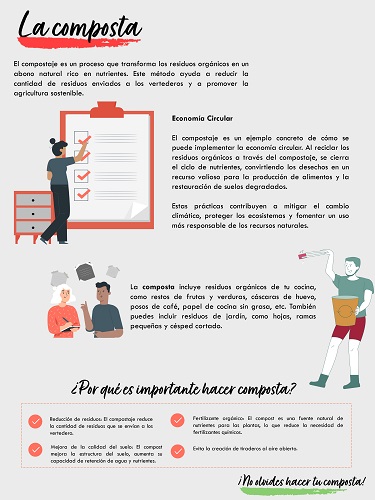 La composta
El compostaje es un proceso que transforma los residuos orgánicos en un
abono natural rico en nutrientes. Este método ayuda a reducir la
cantidad de residuos enviados a los vertederos y a promover la
agricultura sostenible.
Economía Circular
El compostaje es un ejemplo concreto de cómo se
puede implementar la economía circular. Al reciclar los
residuos orgánicos a través del compostaje, se cierra
el ciclo de nutrientes, convirtiendo los desechos en un
recurso valioso para la producción de alimentos y la
restauración de suelos degradados.
Estas prácticas contribuyen a mitigar el cambio
climático, proteger los ecosistemas y fomentar un uso
más responsable de los recursos naturales.
La composta incluye residuos orgánicos de tu cocina,
como restos de frutas y verduras, cáscaras de huevo,
posos de café, papel de cocina sin grasa, etc. También
puedes incluir residuos de jardín, como hojas, ramas
pequeñas y césped cortado.
¿Por qué es importante hacer composta?
Reducción de residuos: El compostaje reduce
la cantidad de residuos que se envían a los
vertedero.
Fertilizante orgánico: El compost es una fuente natural de
nutrientes para las plantas, lo que reduce la necesidad de
fertilizantes químicos.
Mejora de la calidad del suelo: El compost
mejora la estructura del suelo, aumenta su
capacidad de retención de agua y nutrientes.
Evita la creación de tiraderos al aire abierto.
¡No olvides hacer tu composta!